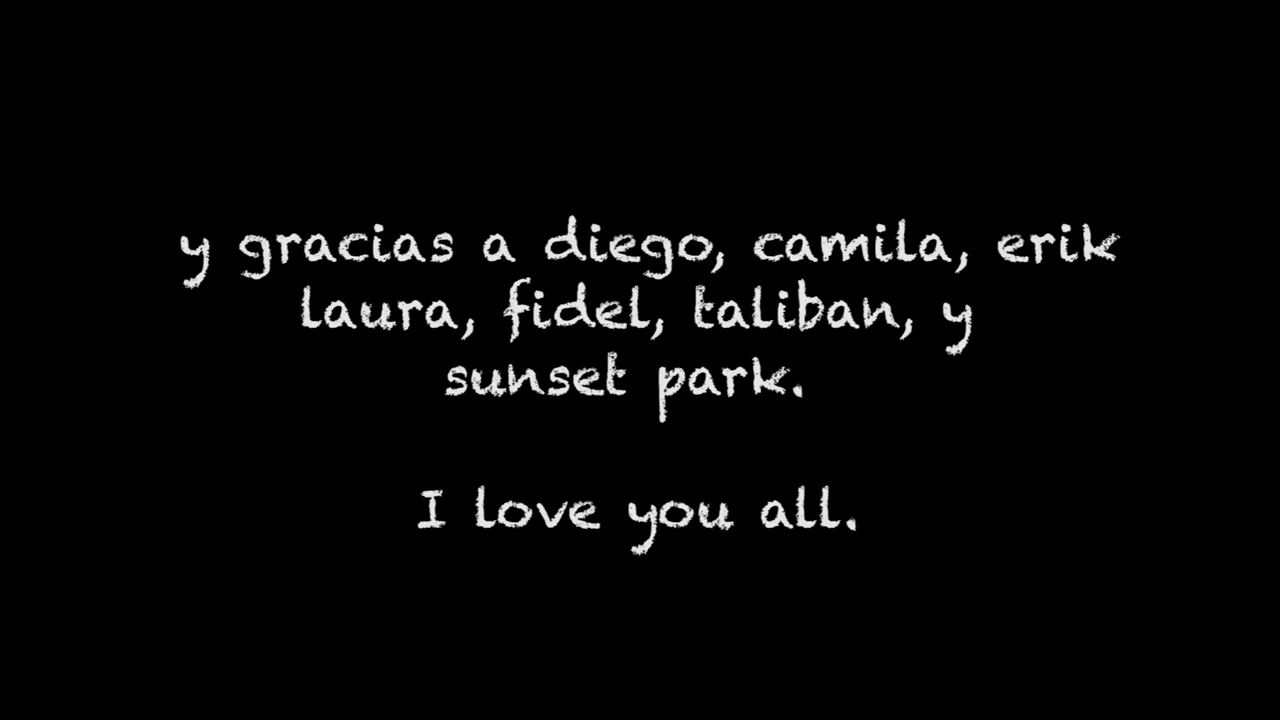 y gracias a diego, camila, erik
laura, fidel, taliban, y
sunset park.
I love you all.